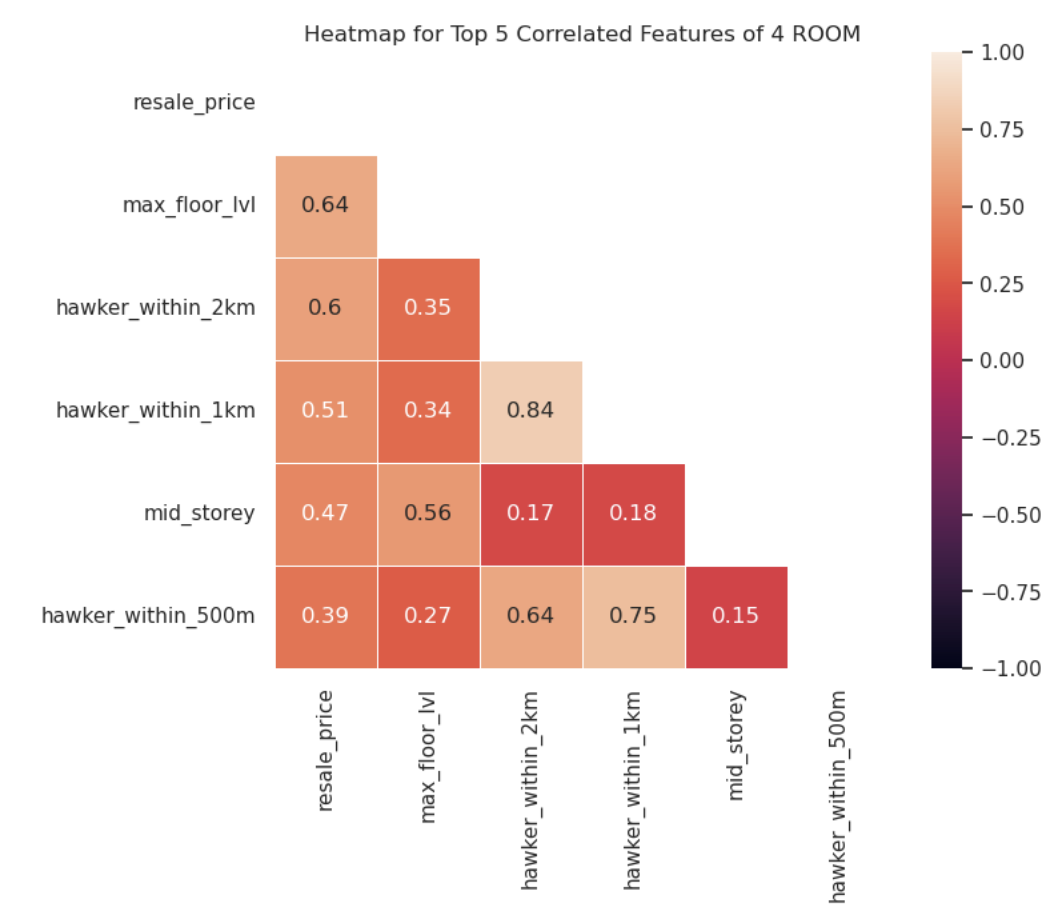 Heatmap for Top 5 Correlated Features of 4 ROOM
resale_price
max_floor_lvl
0.64
hawker_within_2km
0.6 0.35
hawker_within_1km
0.51 0.34 0.84
mid_storey
0.47 0.56 0.17 0.18
hawker_within_500m
0.39 0.27 0.64 0.75 0.15
resale_price
max_floor_lvl
hawker_within_2km
hawker_within_1km
mid_storey
hawker_within_500m
1.00
0.75
0.50
0.25
0.00
−0.25
−0.50
−0.75
−1.00